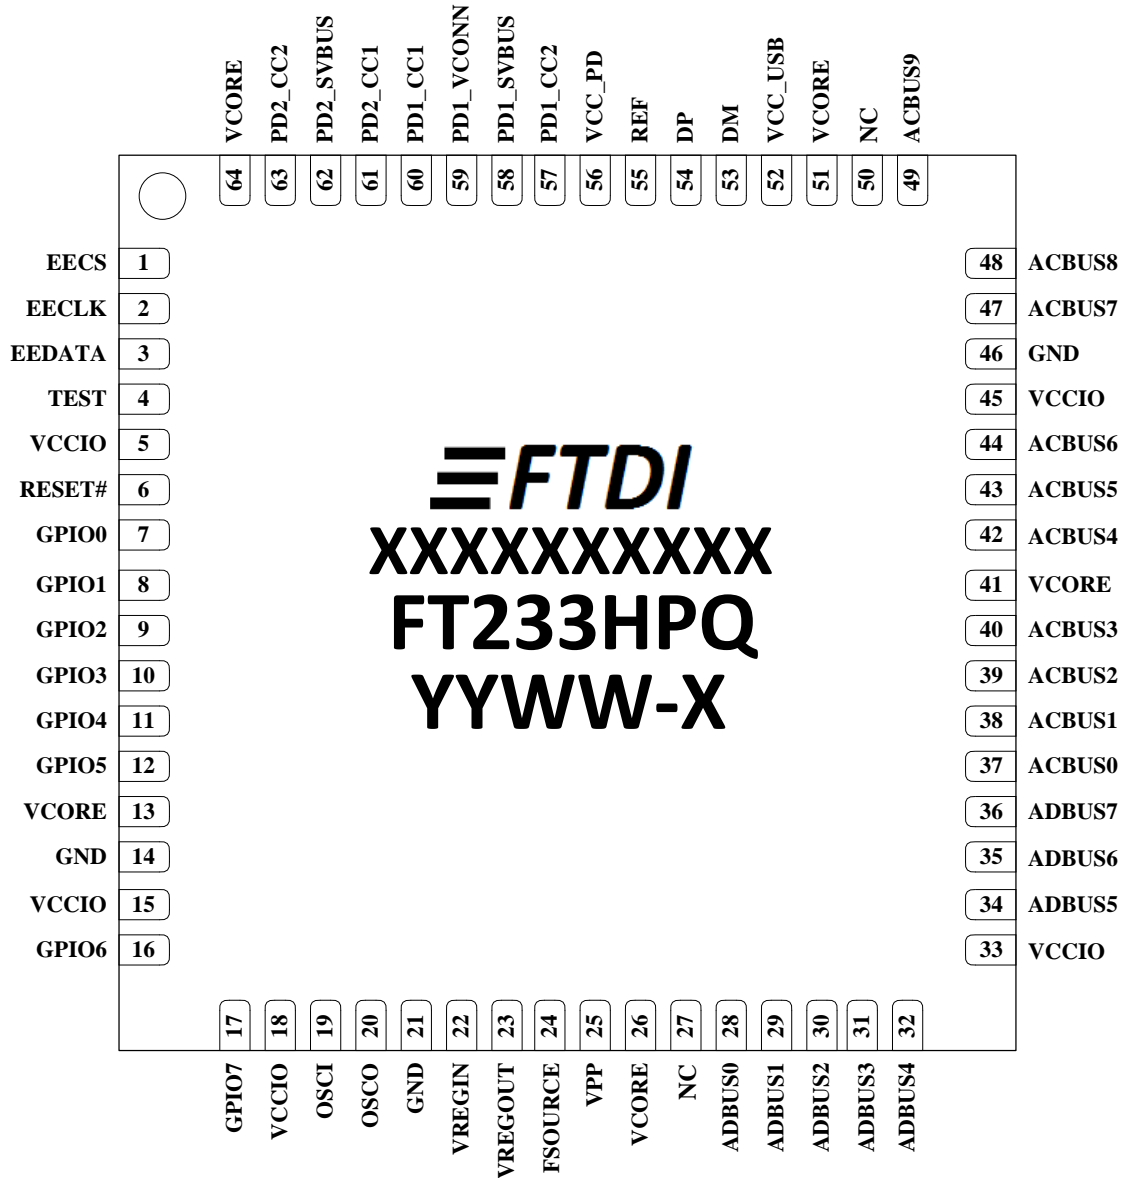 VCORE
PD2_CC2
PD2_SVBUS
PD2_CC1
PD1_CC1
PD1_VCONN
PD1_SVBUS
PD1_CC2
VCC_PD
REF
DP
DM
VCC_USB
VCORE
NC
ACBUS9
64
63
62
61
60
59
58
57
56
55
54
53
52
51
50
49
EECS 1
EECLK 2
EEDATA 3
TEST 4
VCCIO 5
RESET# 6
GPIO0 7
GPIO1 8
GPIO2 9
GPIO3 10
GPIO4 11
GPIO5 12
VCORE 13
GND 14
VCCIO 15
GPIO6 16
FTDI
XXXXXXXXXX
FT233HPQ
YYWW-X
48 ACBUS8
47 ACBUS7
46 GND
45 VCCIO
44 ACBUS6
43 ACBUS5
42 ACBUS4
41 VCORE
40 ACBUS3
39 ACBUS2
38 ACBUS1
37 ACBUS0
36 ADBUS7
35 ADBUS6
34 ADBUS5
33 VCCIO
17
18
19
20
21
22
23
24
25
26
27
28
29
30
31
32
GPIO7
VCCIO
OSCI
OSCO
GND
VREGIN
VREGOUT
FSOURCE
VPP
VCORE
NC
ADBUS0
ADBUS1
ADBUS2
ADBUS3
ADBUS4